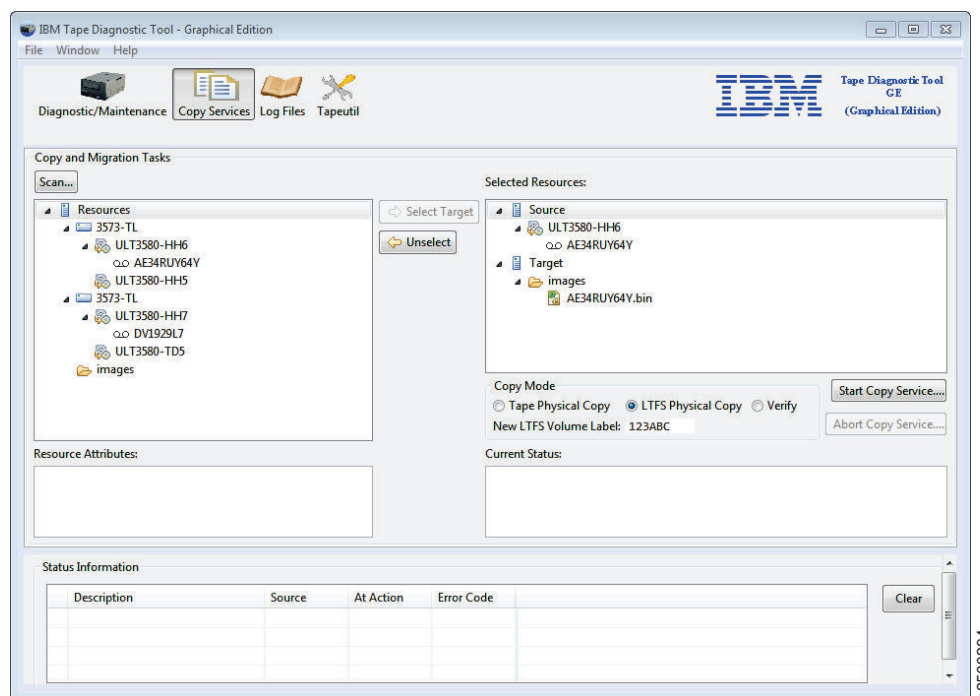 IBM Tape Diagnostic Tool - Graphical Edition
File Window Help
Diagnostic/Maintenance Copy Services Log Files Tapeutil
IBM
Tape Diagnostic Tool
GE
(Graphical Edition)
Copy and Migration Tasks
Scan...
Resources
3573-TL
ULT3580-HH6
AE34RUY64Y
ULT3580-HH5
3573-TL
ULT3580-HH7
DV1929L7
ULT3580-TD5
images
Select Target
Unselect
Selected Resources:
Source
ULT3580-HH6
AE34RUY64Y
Target
images
AE34RUY64Y.bin
Copy Mode
Tape Physical Copy LTFS Physical Copy Verify
New LTFS Volume Label: 123ABC
Start Copy Service....
Abort Copy Service....
Resource Attributes:
Current Status:
Status Information
Description Source At Action Error Code
Clear